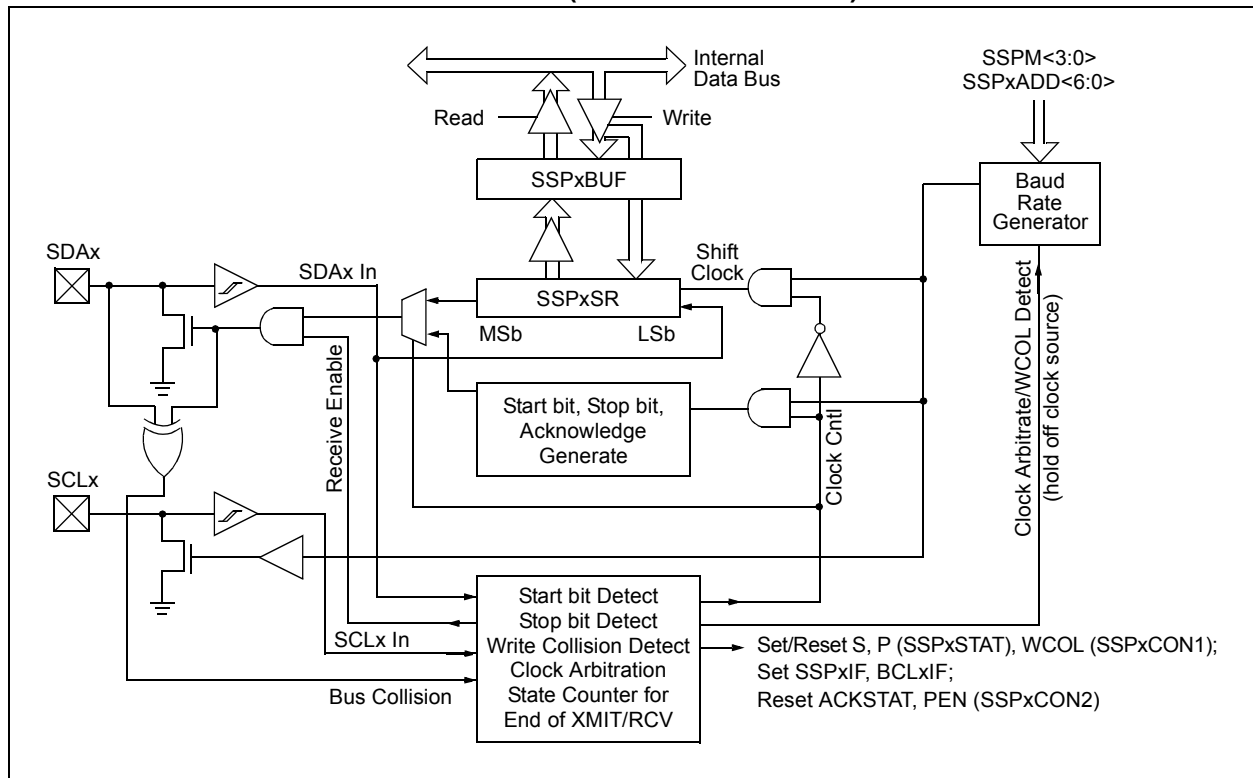 Internal
Data Bus
SSPM<3:0>
SSPxADD<6:0>
Read
Write
SSPxBUF
Baud
Rate
Generator
SDAx
SDAx In
Shift
Clock
SSPxSR
MSb
LSb
Receive Enable
Start bit, Stop bit,
Acknowledge
Generate
Clock Cntl
Clock Arbitrate/WCOL Detect
(hold off clock source)
SCLx
SCLx In
Bus Collision
Start bit Detect
Stop bit Detect
Write Collision Detect
Clock Arbitration
State Counter for
End of XMIT/RCV
Set/Reset S, P (SSPxSTAT), WCOL (SSPxCON1);
Set SSPxIF, BCLxIF;
Reset ACKSTAT, PEN (SSPxCON2)